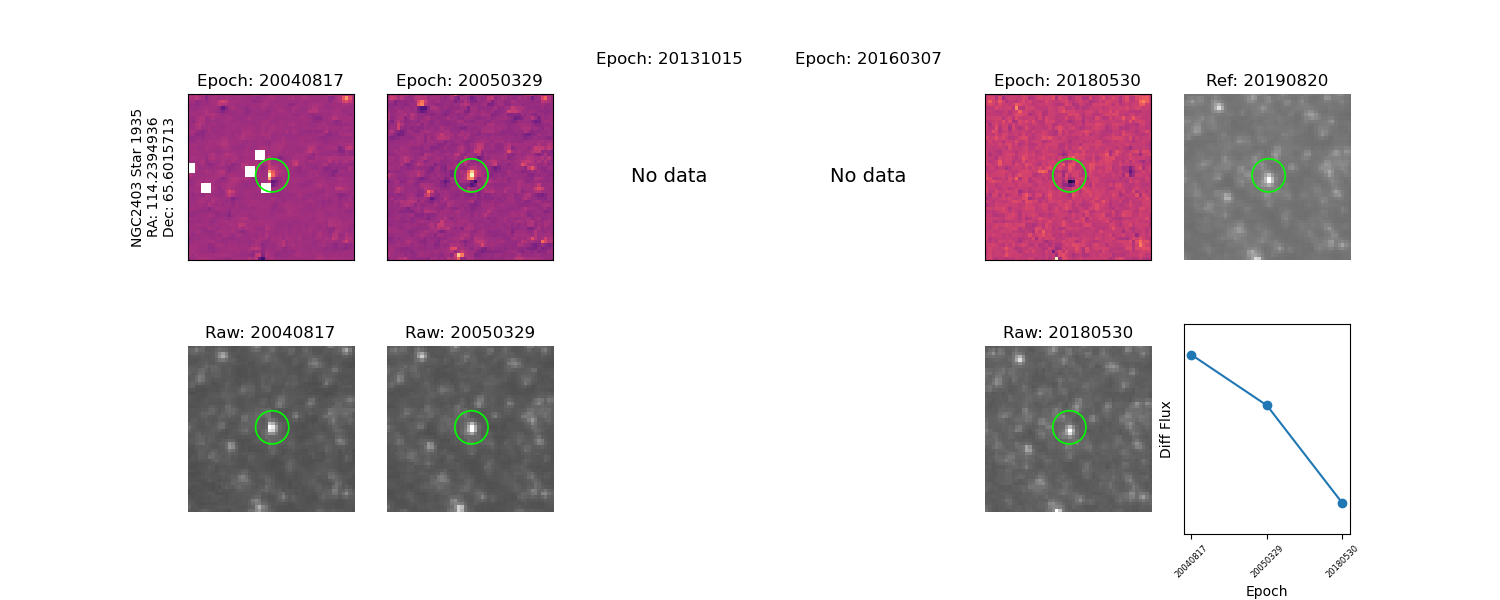 Epoch: 20040817
Epoch: 20050329
Epoch: 20131015
Epoch: 20160307
Epoch: 20180530
Ref: 20190820
NGC2403 Star 1935
RA: 114.2394936
Dec: 65.6015713
No data
No data
Raw: 20040817
Raw: 20050329
Raw: 20180530
Diff Flux
20040817
20050329
20180530
Epoch